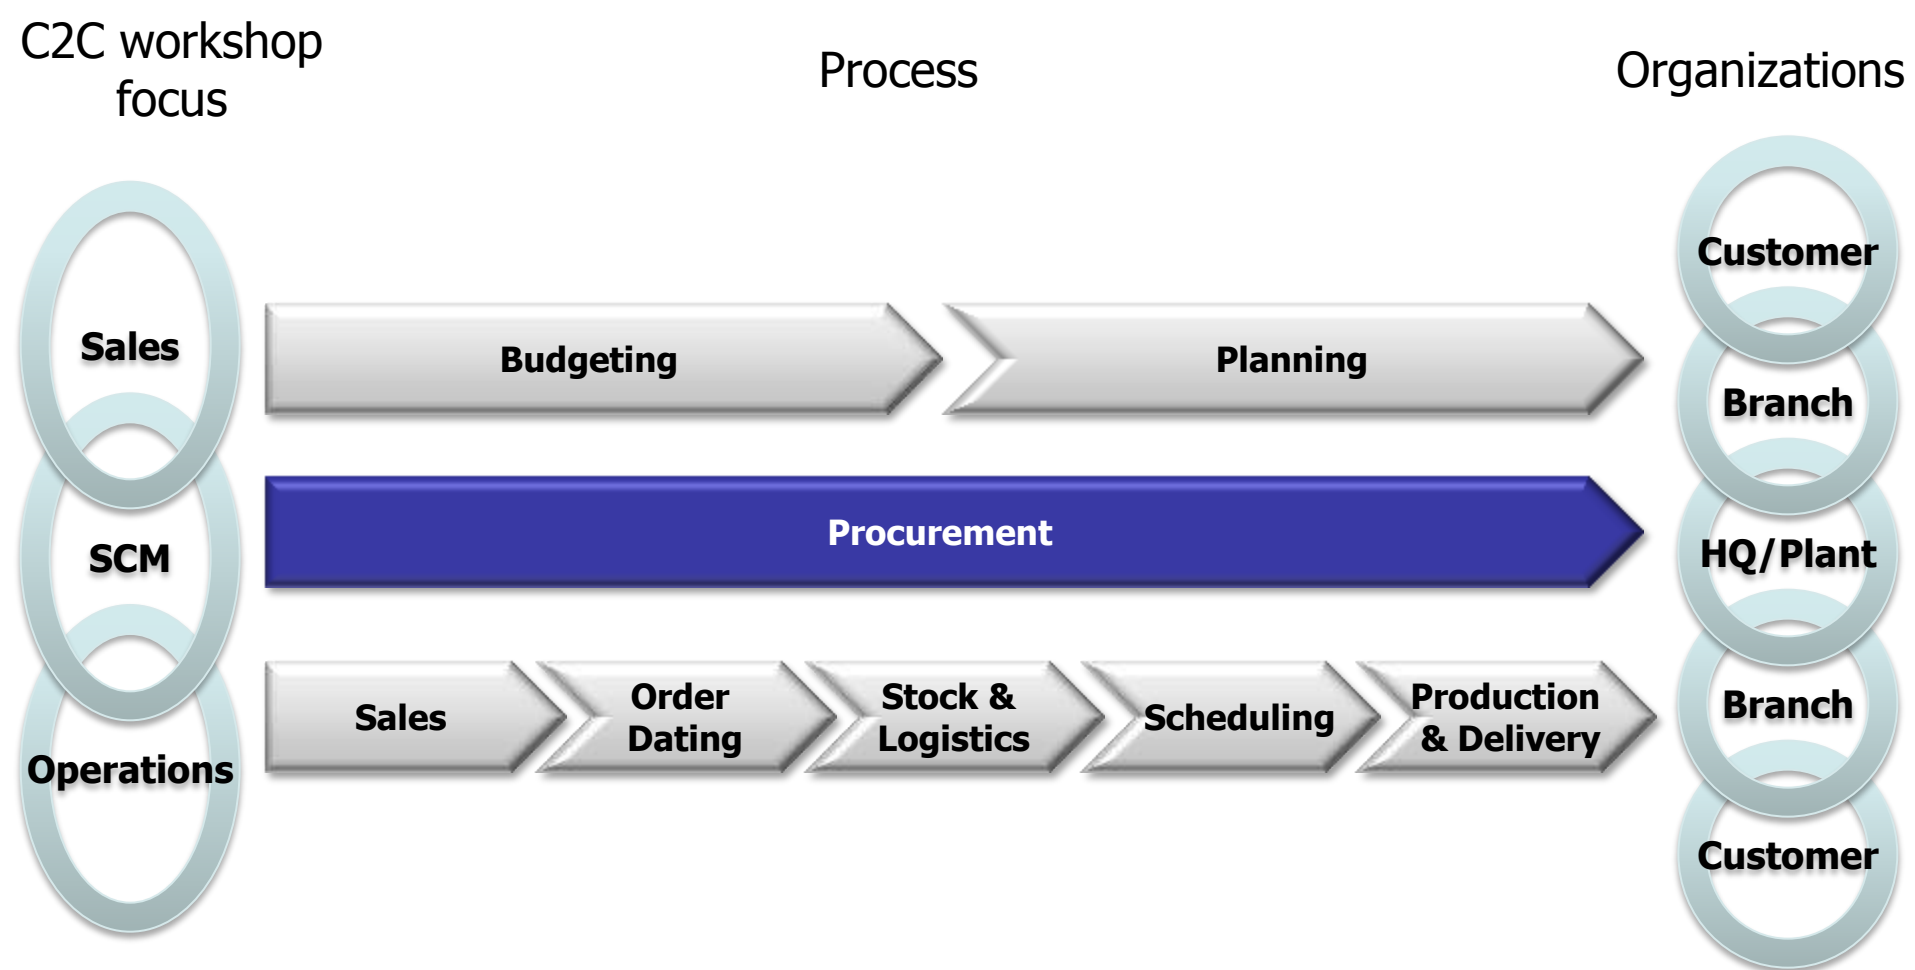 C2C workshop
focus
Process
Organizations
Sales
SCM
Operations
Budgeting
Planning
Procurement
Sales
Order
Dating
Stock &
Logistics
Scheduling
Production
& Delivery
Customer
Branch
HQ/Plant
Branch
Customer